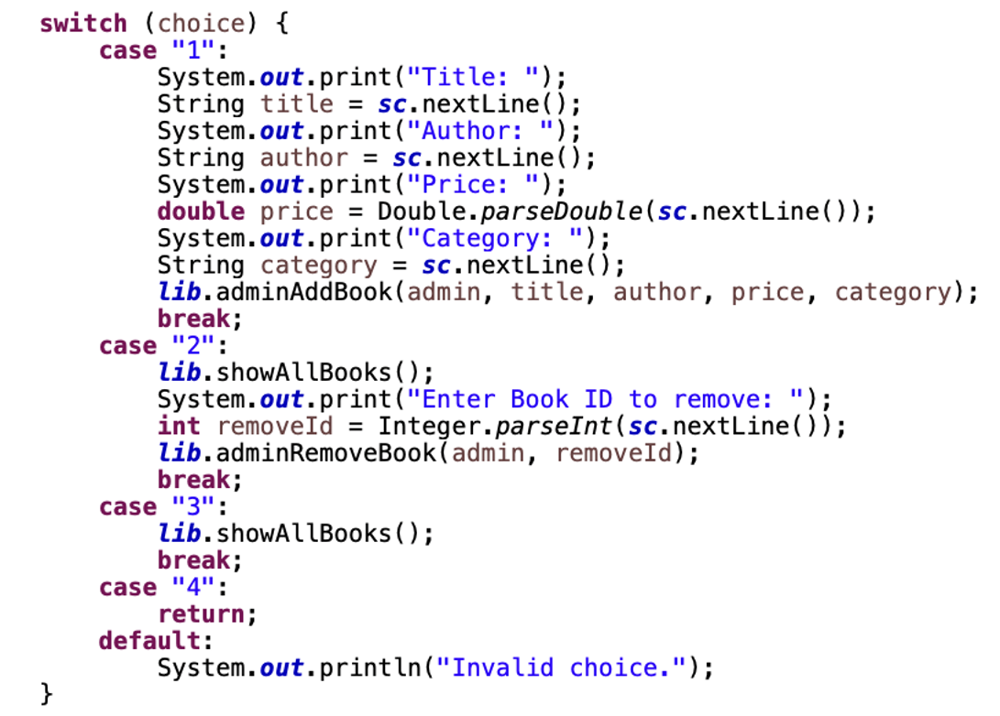 switch (choice) {
    case "1":
        System.out.print("Title: ");
        String title = sc.nextLine();
        System.out.print("Author: ");
        String author = sc.nextLine();
        System.out.print("Price: ");
        double price = Double.parseDouble(sc.nextLine());
        System.out.print("Category: ");
        String category = sc.nextLine();
        lib.adminAddBook(admin, title, author, price, category);
        break;
    case "2":
        lib.showAllBooks();
        System.out.print("Enter Book ID to remove: ");
        int removeId = Integer.parseInt(sc.nextLine());
        lib.adminRemoveBook(admin, removeId);
        break;
    case "3":
        lib.showAllBooks();
        break;
    case "4":
        return;
    default:
        System.out.println("Invalid choice.");
}